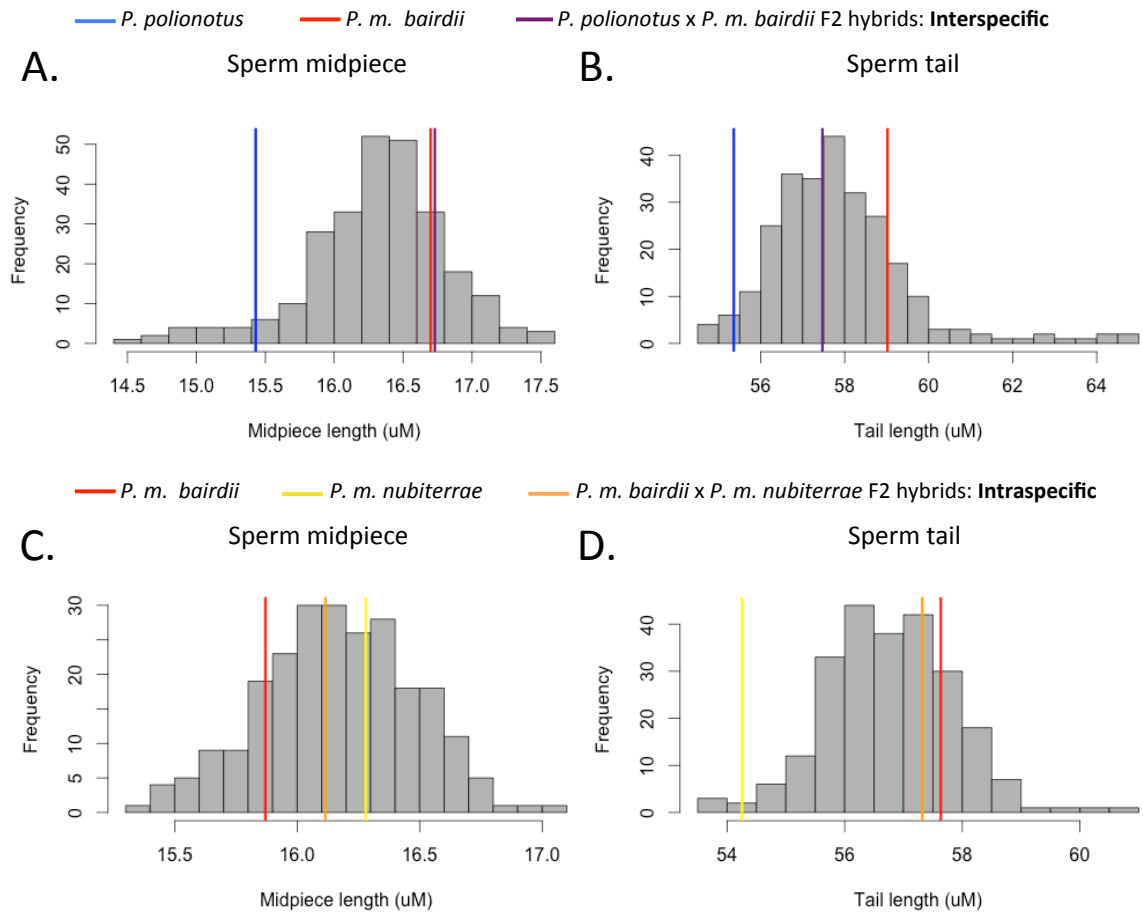 P. polionotus P. m. bairdii P. polionotus x P. m. bairdii F2 hybrids: Interspecific
A. Sperm midpiece
Frequency
50
40
30
20
10
0
14.5 15.0 15.5 16.0 16.5 17.0 17.5
Midpiece length (uM)
B. Sperm tail
Frequency
40
30
20
10
0
56 58 60 62 64
Tail length (uM)
P. m. bairdii P. m. nubiterrae P. m. bairdii x P. m. nubiterrae F2 hybrids: Intraspecific
C. Sperm midpiece
Frequency
30
20
10
5
0
15.5 16.0 16.5 17.0
Midpiece length (uM)
D. Sperm tail
Frequency
40
30
20
10
0
54 56 58 60
Tail length (uM)